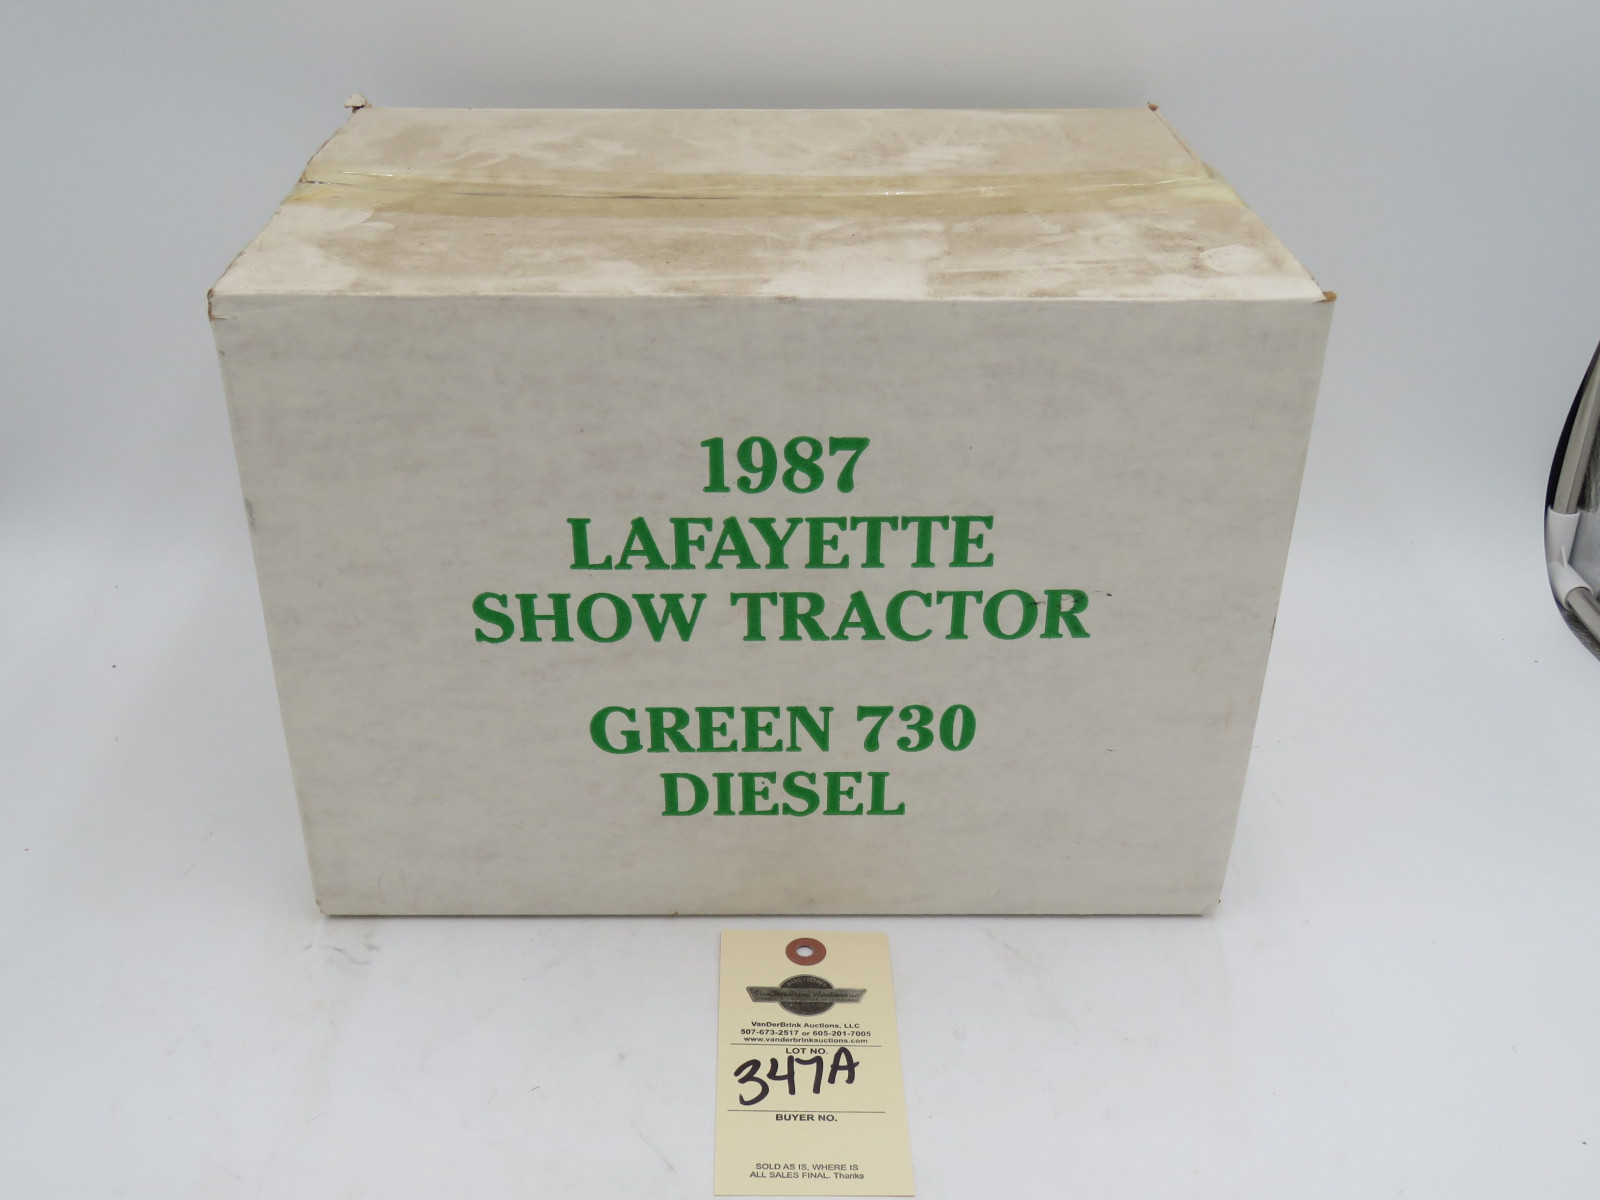 1987
LAFAYETTE
SHOW TRACTOR
GREEN 730
DIESEL
VanDerBrink Auctions, LLC
507-673-2517 or 605-201-7005
www.vanderbrinkauctions.com
LOT NO.
347A
BUYER NO.
SOLD AS IS, WHERE IS
ALL SALES FINAL. Thanks